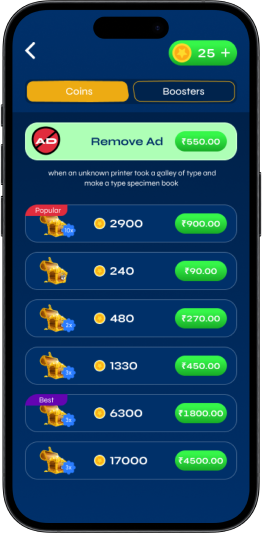 25 +
Coins
Boosters
AD
Remove Ad
₹550.00
when an unknown printer took a galley of type and
make a type specimen book
Popular
10x
2900
₹900.00
240
₹90.00
2x
480
₹270.00
3x
1330
₹450.00
Best
3x
6300
₹1800.00
3x
17000
₹4500.00